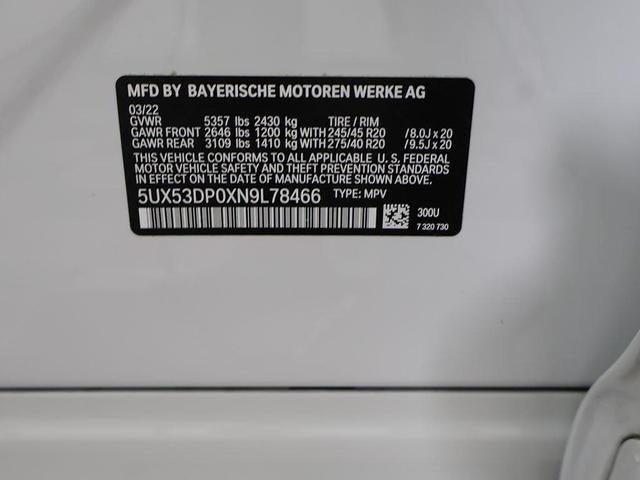 MFD BY BAYERISCHE MOTOREN WERKE AG
03/22
GVWR 5357 lbs 2430 kg TIRE / RIM
GAWR FRONT 2646 lbs 1200 kg WITH 245/45 R20 /8.0J x 20
GAWR REAR 3109 lbs 1410 kg WITH 275/40 R20 /9.5J x 20
THIS VEHICLE CONFORMS TO ALL APPLICABLE U. S. FEDERAL
MOTOR VEHICLE SAFETY AND THEFT PREVENTION STANDARDS
IN EFFECT ON THE DATE OF MANUFACTURE SHOWN ABOVE.
5UX53DP0XN9L78466 TYPE: MPV
300U
7 320 730